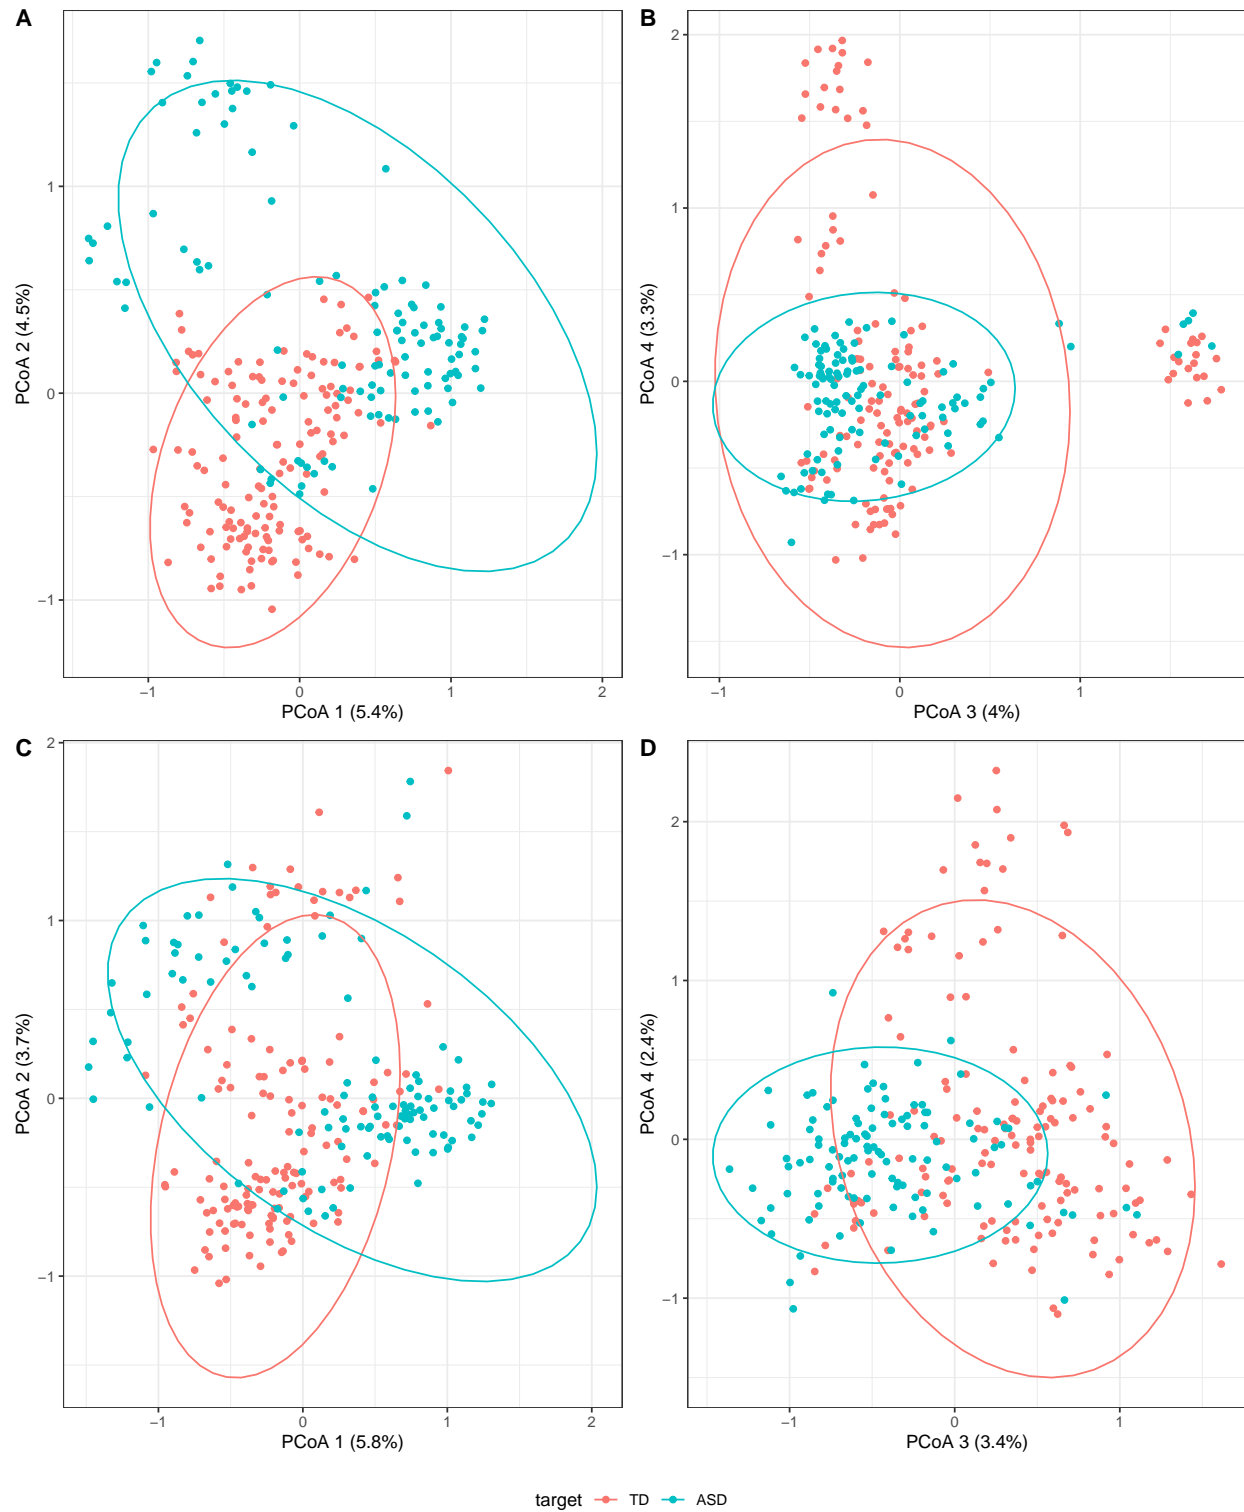 A
B
PCoA 2 (4.5%)
1
0
−1
−1
0
1
2
PCoA 1 (5.4%)
PCoA 4 (3.3%)
2
1
0
−1
−1
0
1
PCoA 3 (4%)
C
D
PCoA 2 (3.7%)
2
1
0
−1
−1
0
1
2
PCoA 1 (5.8%)
PCoA 4 (2.4%)
2
1
0
−1
−1
0
1
PCoA 3 (3.4%)
target TD ASD